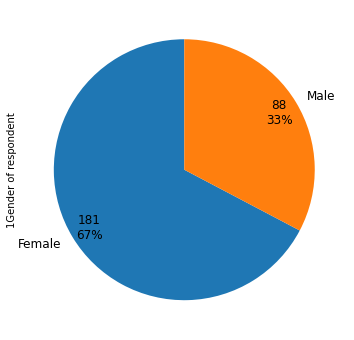 88
33%
Male
1Gender of respondent
181
67%
Female